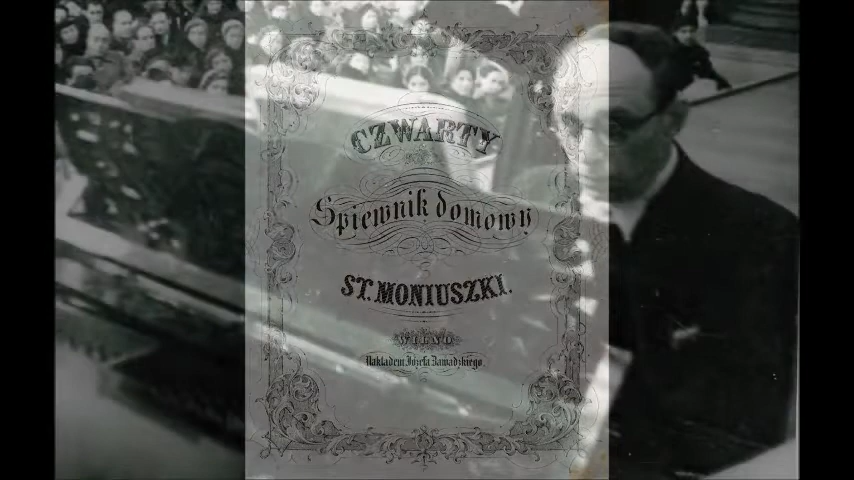 CZWARTY
Śpiewnik domowy
ST. MONIUSZKI.
WILNO
Nakładem Józefa Zawadzkiego.